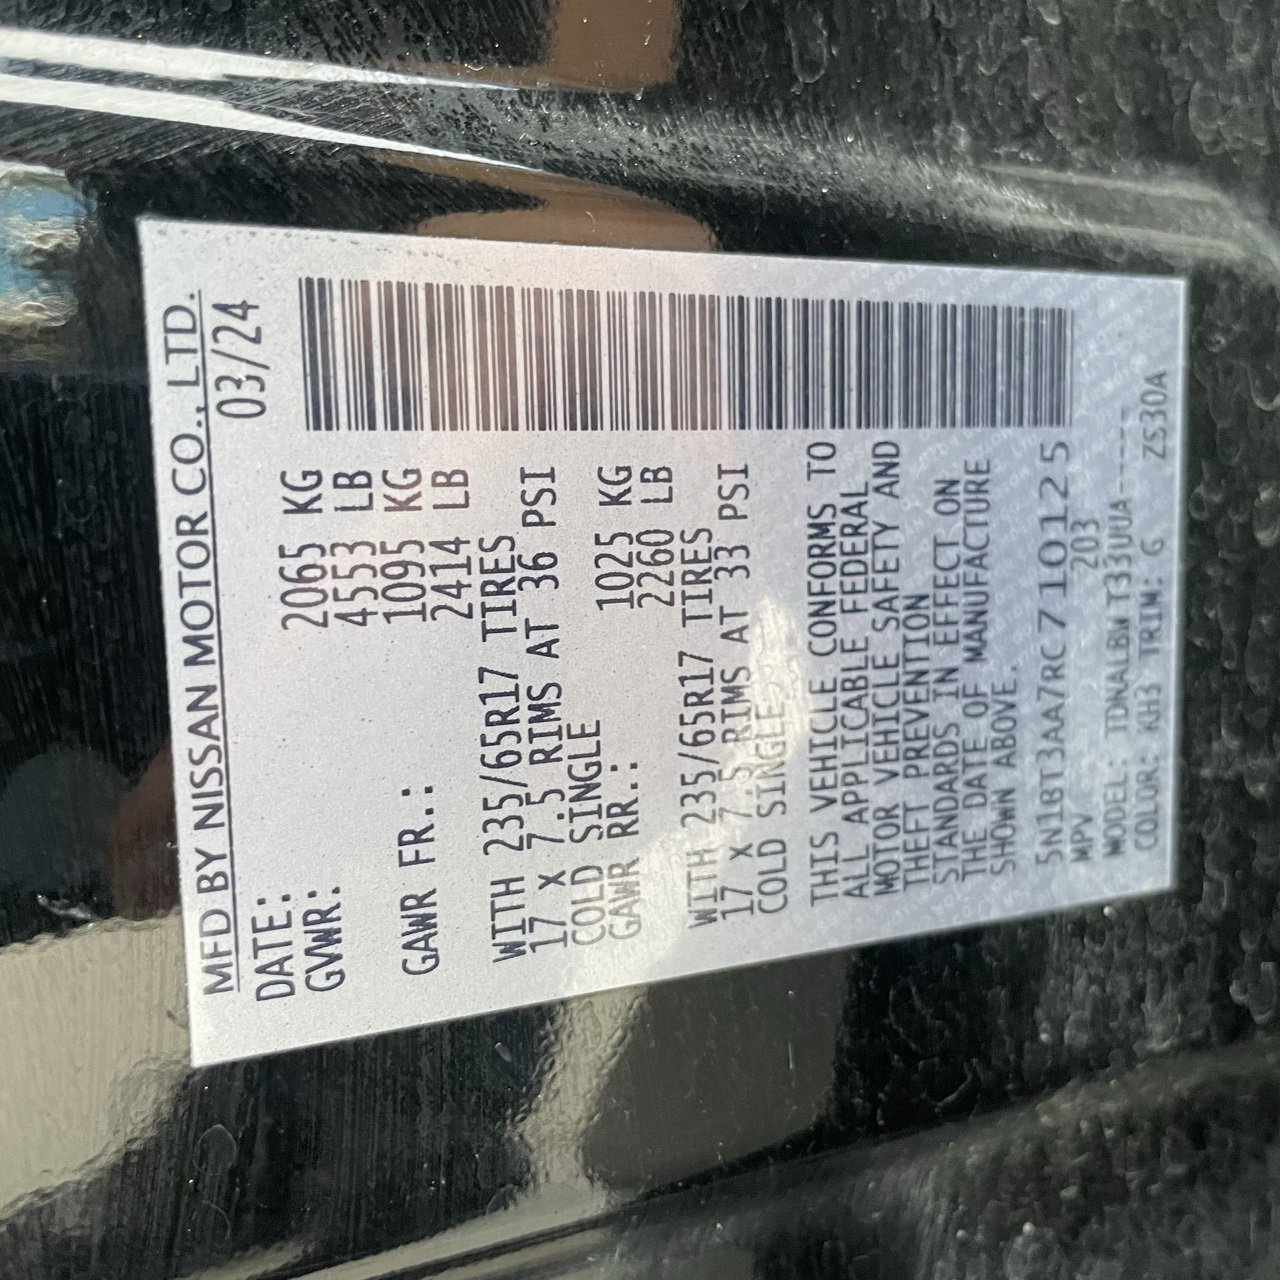 MFD BY NISSAN MOTOR CO., LTD.
DATE: 03/24
GVWR: 2065 KG
4553 LB
GAWR FR.: 1095 KG
2414 LB
WITH 235/65R17 TIRES
17 X 7.5 RIMS AT 36 PSI
COLD SINGLE
GAWR RR.: 1025 KG
2260 LB
WITH 235/65R17 TIRES
17 X 7.5 RIMS AT 33 PSI
COLD SINGLE
THIS VEHICLE CONFORMS TO
ALL APPLICABLE FEDERAL
MOTOR VEHICLE SAFETY AND
THEFT PREVENTION
STANDARDS IN EFFECT ON
THE DATE OF MANUFACTURE
SHOWN ABOVE.
5N1BT3AA7RC710125
MPV 203
MODEL: TDNALBWT33UUA-----
COLOR: KH3 TRIM: G ZS30A